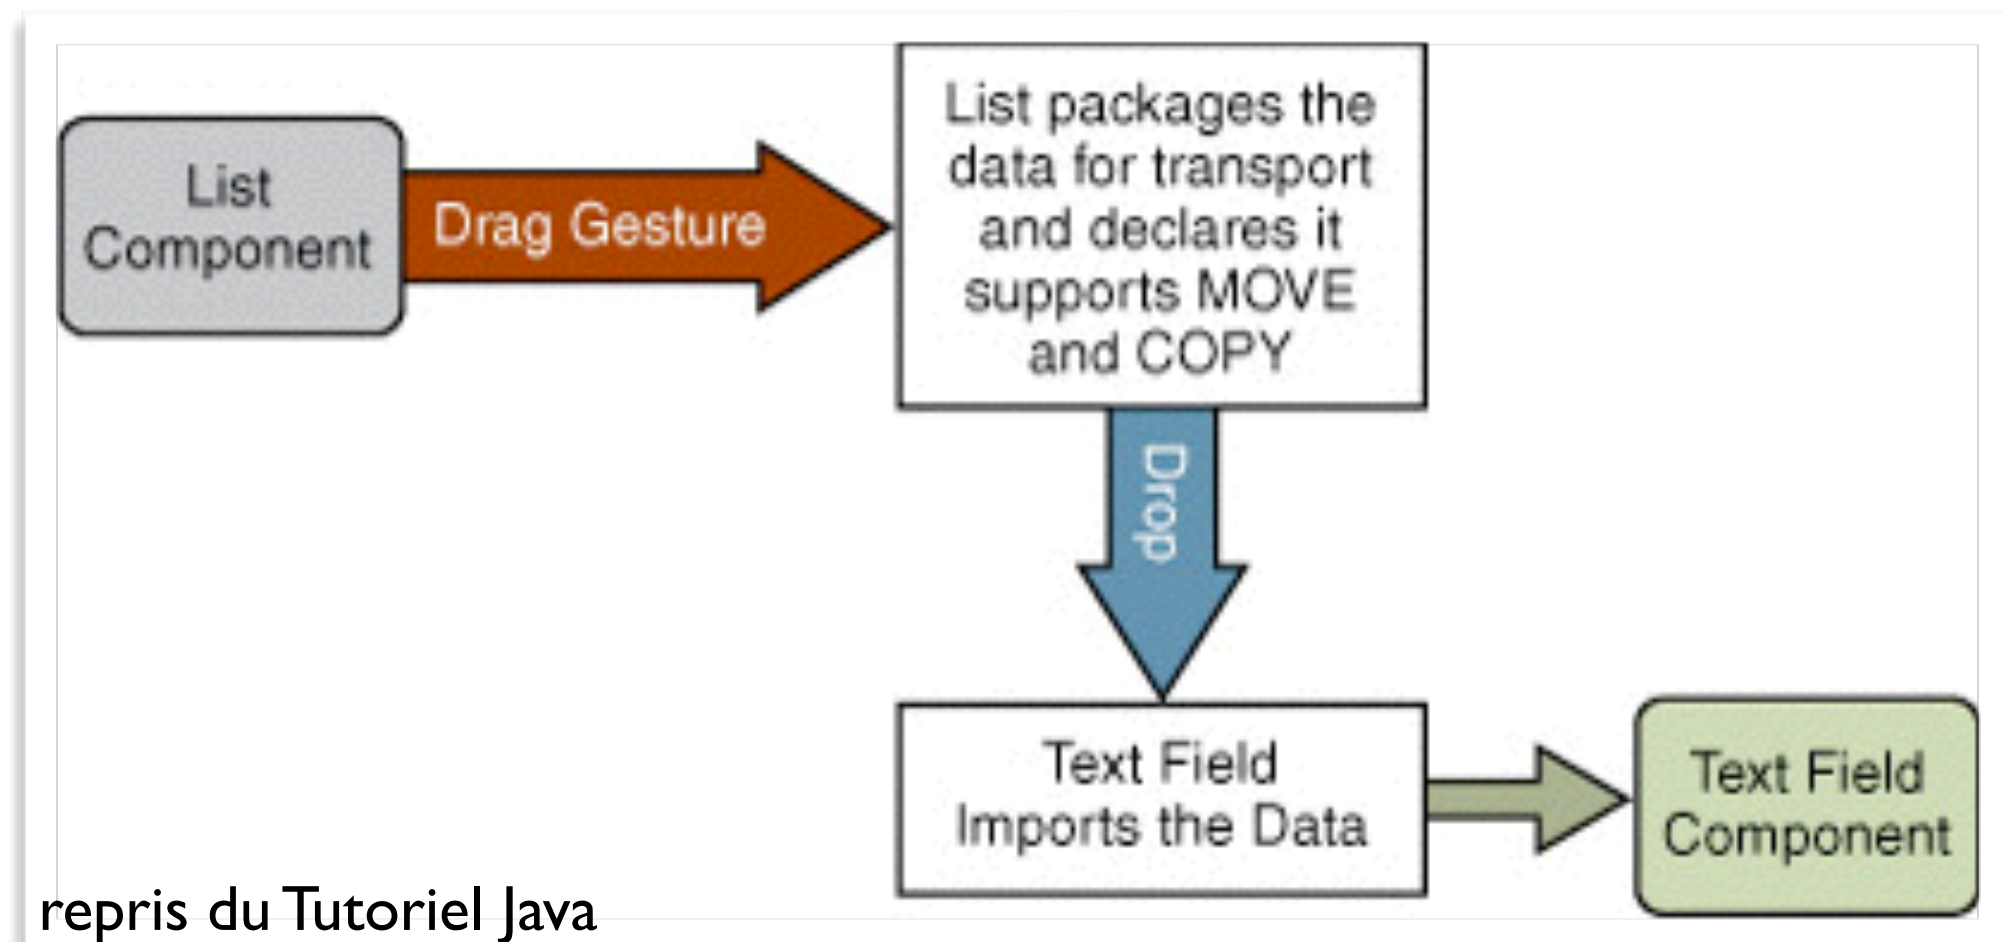 List
Component
Drag Gesture
List packages the
data for transport
and declares it
supports MOVE
and COPY
Drop
Text Field
Imports the Data
Text Field
Component
repris du Tutoriel Java